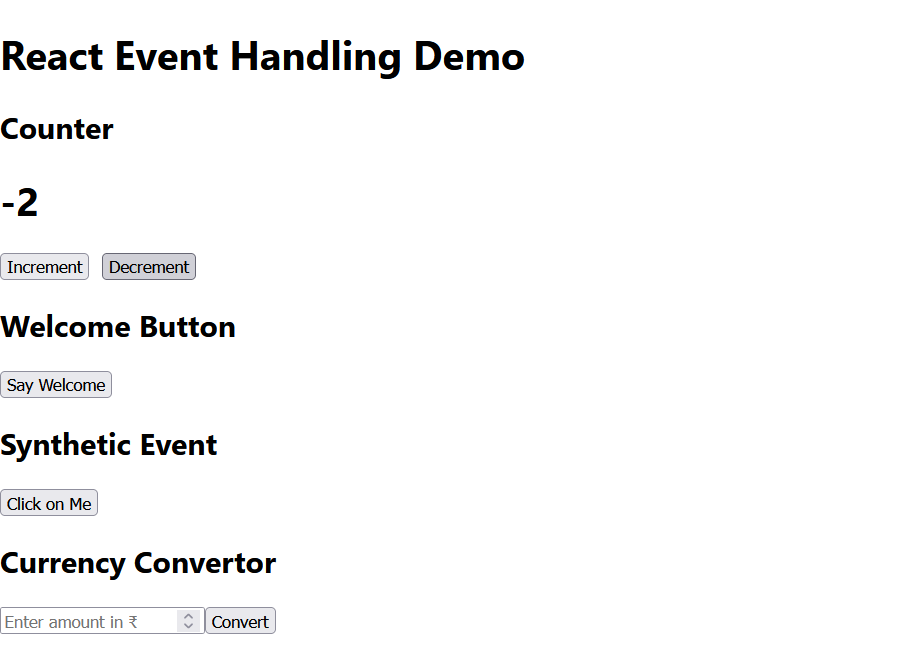 React Event Handling Demo
Counter
-2
Increment Decrement
Welcome Button
Say Welcome
Synthetic Event
Click on Me
Currency Convertor
Enter amount in ₹ Convert